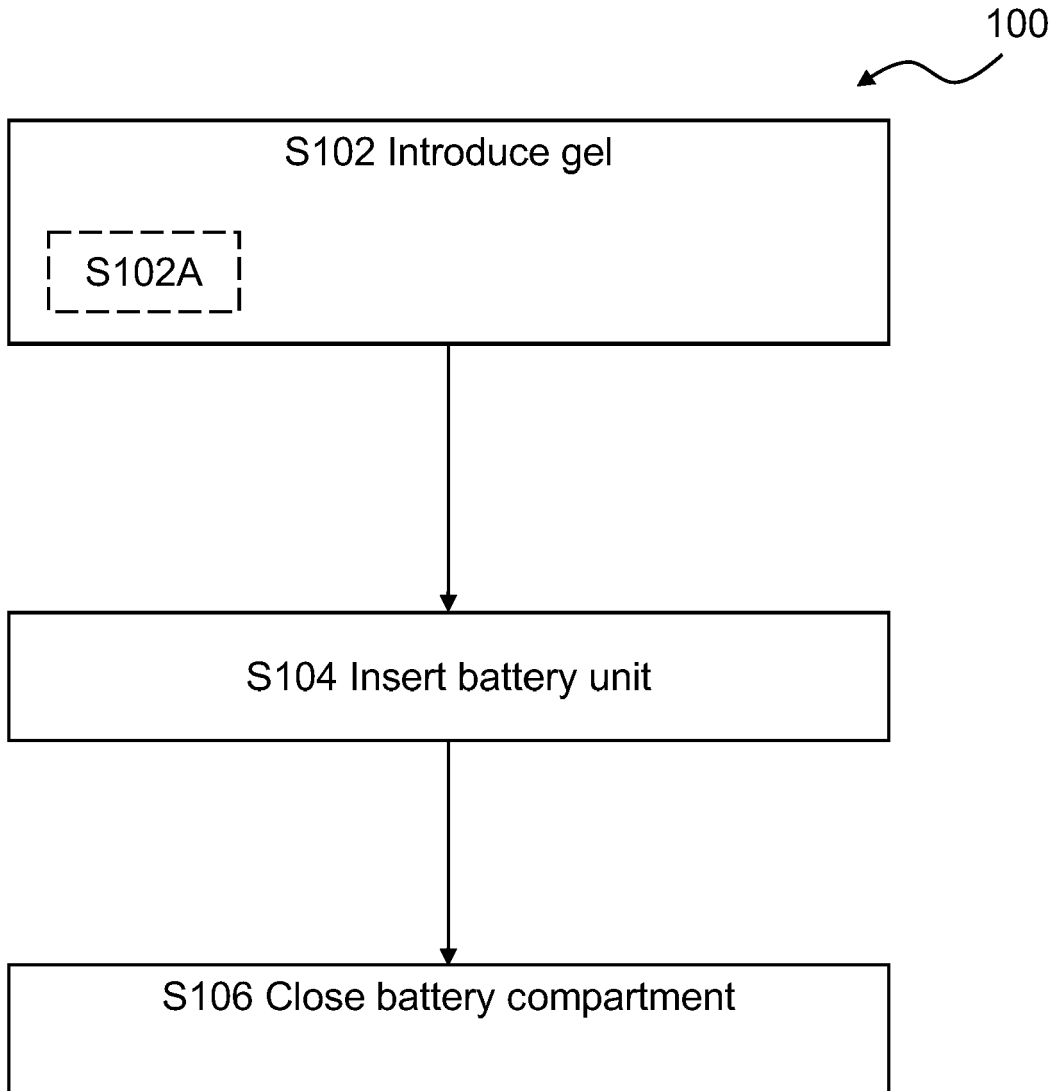 100
S102 Introduce gel
S102A
S104 Insert battery unit
S106 Close battery compartment